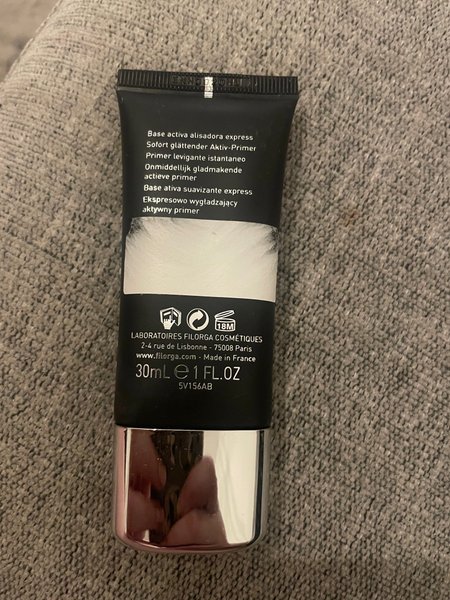 Base activa alisadora express
Sofort glättender Aktiv-Primer
Primer levigante istantaneo
Onmiddellijk gladmakende
actieve primer
Base ativa suavizante express
Ekspresowo wygładzający
aktywny primer
18M
LABORATOIRES FILORGA COSMÉTIQUES
2-4 rue de Lisbonne - 75008 Paris
www.filorga.com - Made in France
30mL ℮ 1 FL.OZ
5V156AB